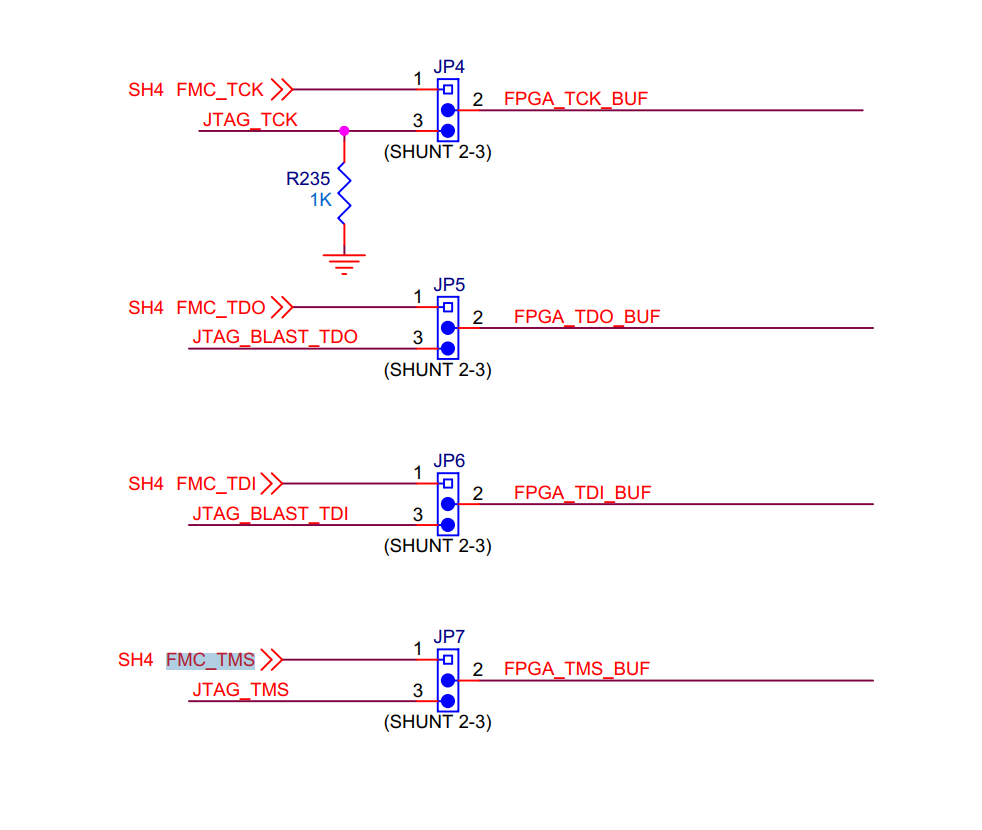 JP4
SH4 FMC_TCK 1
2 FPGA_TCK_BUF
JTAG_TCK 3
(SHUNT 2-3)
R235
1K
JP5
SH4 FMC_TDO 1
2 FPGA_TDO_BUF
JTAG_BLAST_TDO 3
(SHUNT 2-3)
JP6
SH4 FMC_TDI 1
2 FPGA_TDI_BUF
JTAG_BLAST_TDI 3
(SHUNT 2-3)
JP7
SH4 FMC_TMS 1
2 FPGA_TMS_BUF
JTAG_TMS 3
(SHUNT 2-3)